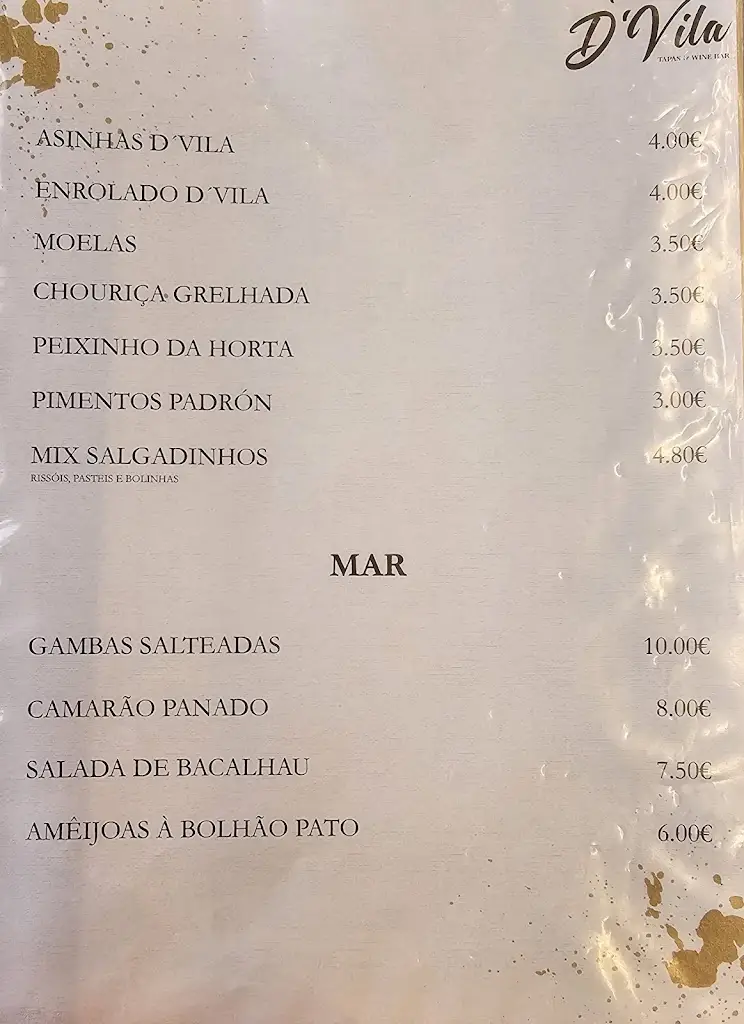 D'Vila
TAPAS & WINE BAR
ASINHAS D´VILA 4.00€
ENROLADO D´VILA 4.00€
MOELAS 3.50€
CHOURIÇA GRELHADA 3.50€
PEIXINHO DA HORTA 3.50€
PIMENTOS PADRÓN 3.00€
MIX SALGADINHOS 4.80€
RISSÓIS, PASTEIS E BOLINHAS
MAR
GAMBAS SALTEADAS 10.00€
CAMARÃO PANADO 8.00€
SALADA DE BACALHAU 7.50€
AMÊIJOAS À BOLHÃO PATO 6.00€